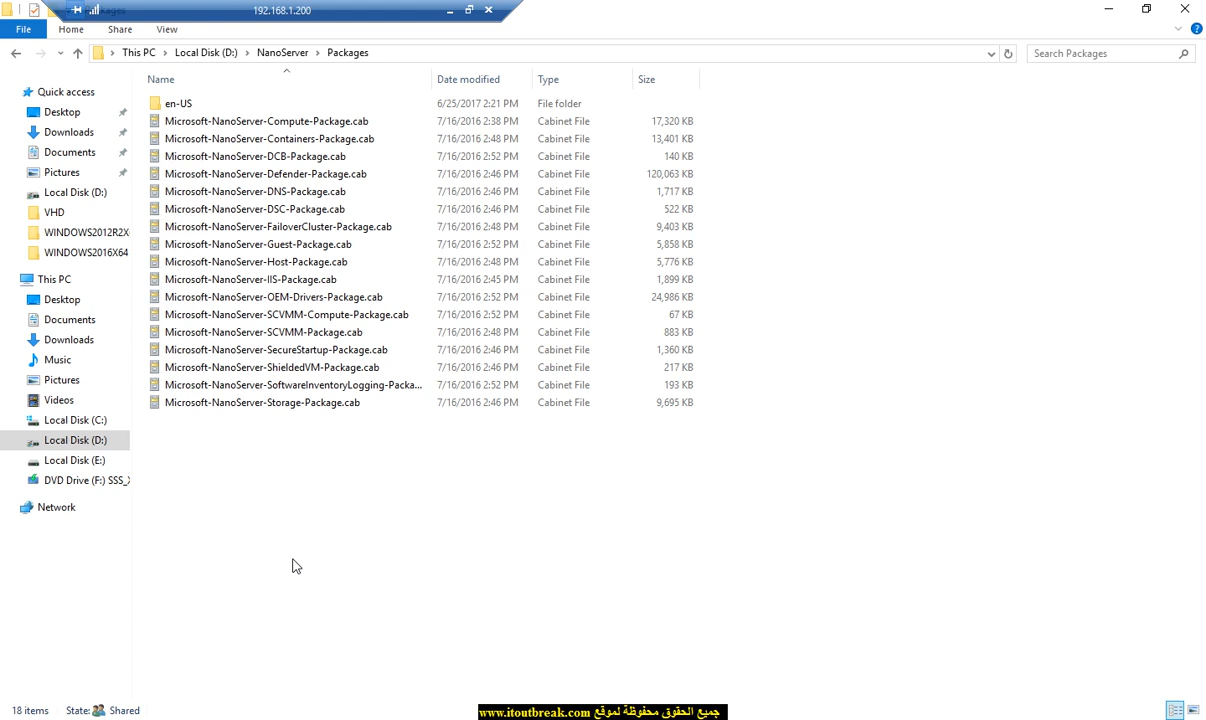 192.168.1.200
File
Home
Share
View
This PC
Local Disk (D:)
NanoServer
Packages
Search Packages
Name
Date modified
Type
Size
en-US 6/25/2017 2:21 PM File folder
Microsoft-NanoServer-Compute-Package.cab 7/16/2016 2:38 PM Cabinet File 17,320 KB
Microsoft-NanoServer-Containers-Package.cab 7/16/2016 2:48 PM Cabinet File 13,401 KB
Microsoft-NanoServer-DCB-Package.cab 7/16/2016 2:52 PM Cabinet File 140 KB
Microsoft-NanoServer-Defender-Package.cab 7/16/2016 2:46 PM Cabinet File 120,063 KB
Microsoft-NanoServer-DNS-Package.cab 7/16/2016 2:46 PM Cabinet File 1,717 KB
Microsoft-NanoServer-DSC-Package.cab 7/16/2016 2:46 PM Cabinet File 522 KB
Microsoft-NanoServer-FailoverCluster-Package.cab 7/16/2016 2:48 PM Cabinet File 9,403 KB
Microsoft-NanoServer-Guest-Package.cab 7/16/2016 2:52 PM Cabinet File 5,858 KB
Microsoft-NanoServer-Host-Package.cab 7/16/2016 2:48 PM Cabinet File 5,776 KB
Microsoft-NanoServer-IIS-Package.cab 7/16/2016 2:45 PM Cabinet File 1,899 KB
Microsoft-NanoServer-OEM-Drivers-Package.cab 7/16/2016 2:52 PM Cabinet File 24,986 KB
Microsoft-NanoServer-SCVMM-Compute-Package.cab 7/16/2016 2:52 PM Cabinet File 67 KB
Microsoft-NanoServer-SCVMM-Package.cab 7/16/2016 2:48 PM Cabinet File 883 KB
Microsoft-NanoServer-SecureStartup-Package.cab 7/16/2016 2:46 PM Cabinet File 1,360 KB
Microsoft-NanoServer-ShieldedVM-Package.cab 7/16/2016 2:46 PM Cabinet File 217 KB
Microsoft-NanoServer-SoftwareInventoryLogging-Packa... 7/16/2016 2:52 PM Cabinet File 193 KB
Microsoft-NanoServer-Storage-Package.cab 7/16/2016 2:46 PM Cabinet File 9,695 KB
Quick access
Desktop
Downloads
Documents
Pictures
Local Disk (D:)
VHD
WINDOWS2012R2X
WINDOWS2016X64
This PC
Desktop
Documents
Downloads
Music
Pictures
Videos
Local Disk (C:)
Local Disk (D:)
Local Disk (E:)
DVD Drive (F:) SSS_X
Network
18 items
State: Shared
جميع الحقوق محفوظة لموقع www.itoutbreak.com